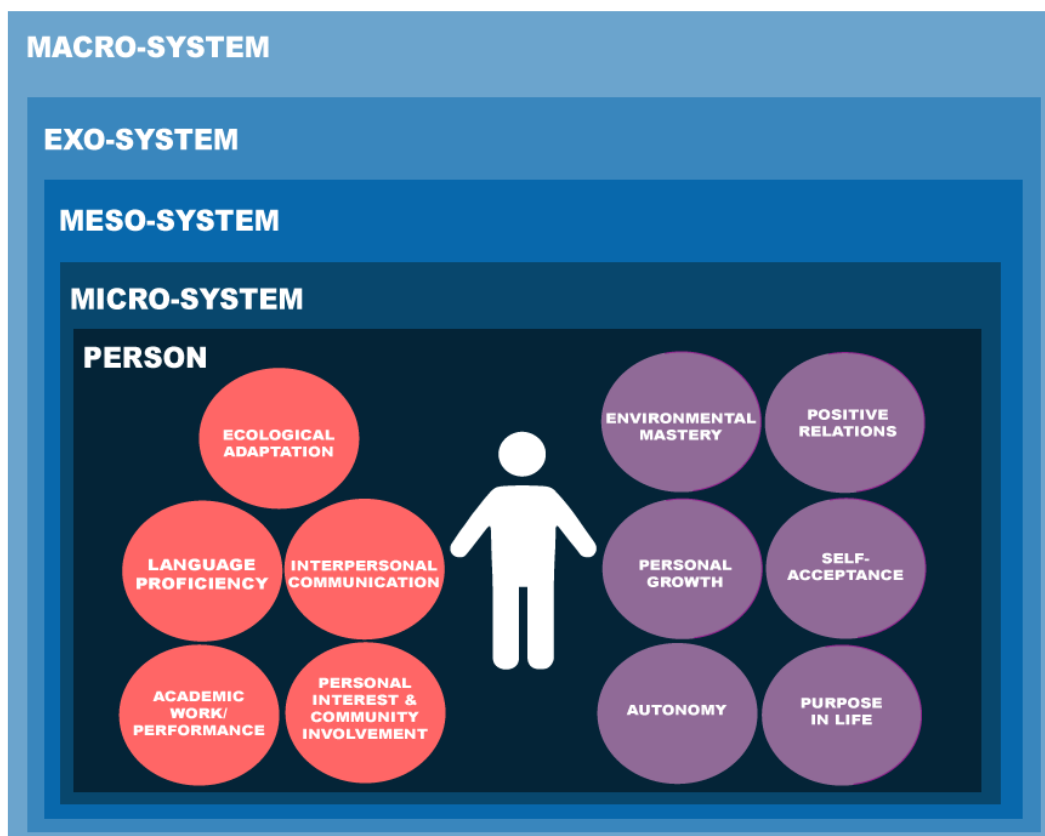 MACRO-SYSTEM
EXO-SYSTEM
MESO-SYSTEM
MICRO-SYSTEM
PERSON
ECOLOGICAL
ADAPTATION
LANGUAGE
PROFICIENCY
INTERPERSONAL
COMMUNICATION
ACADEMIC
WORK/
PERFORMANCE
PERSONAL
INTEREST &
COMMUNITY
INVOLVEMENT
ENVIRONMENTAL
MASTERY
POSITIVE
RELATIONS
PERSONAL
GROWTH
SELF-
ACCEPTANCE
AUTONOMY
PURPOSE
IN LIFE